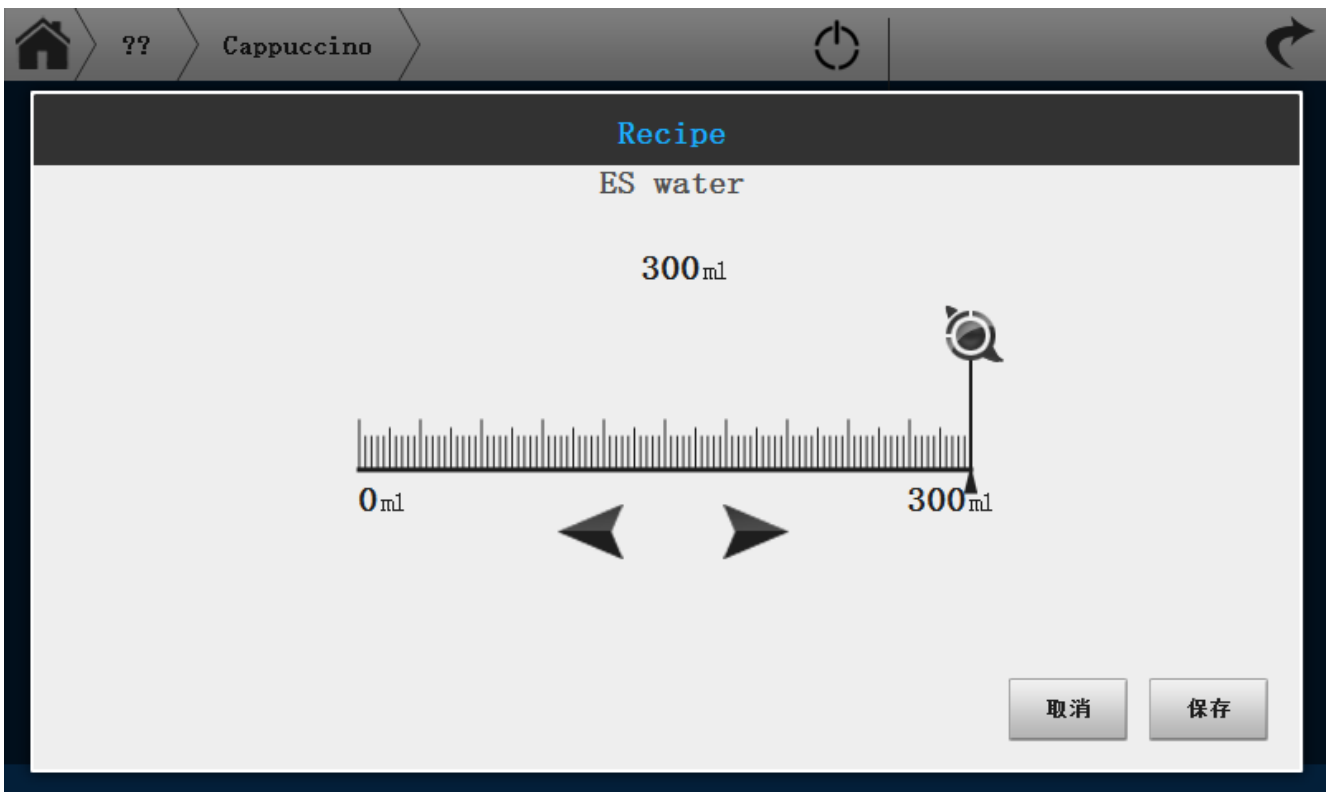 ??
Cappuccino
Recipe
ES water
300ml
0ml
300ml
取消
保存